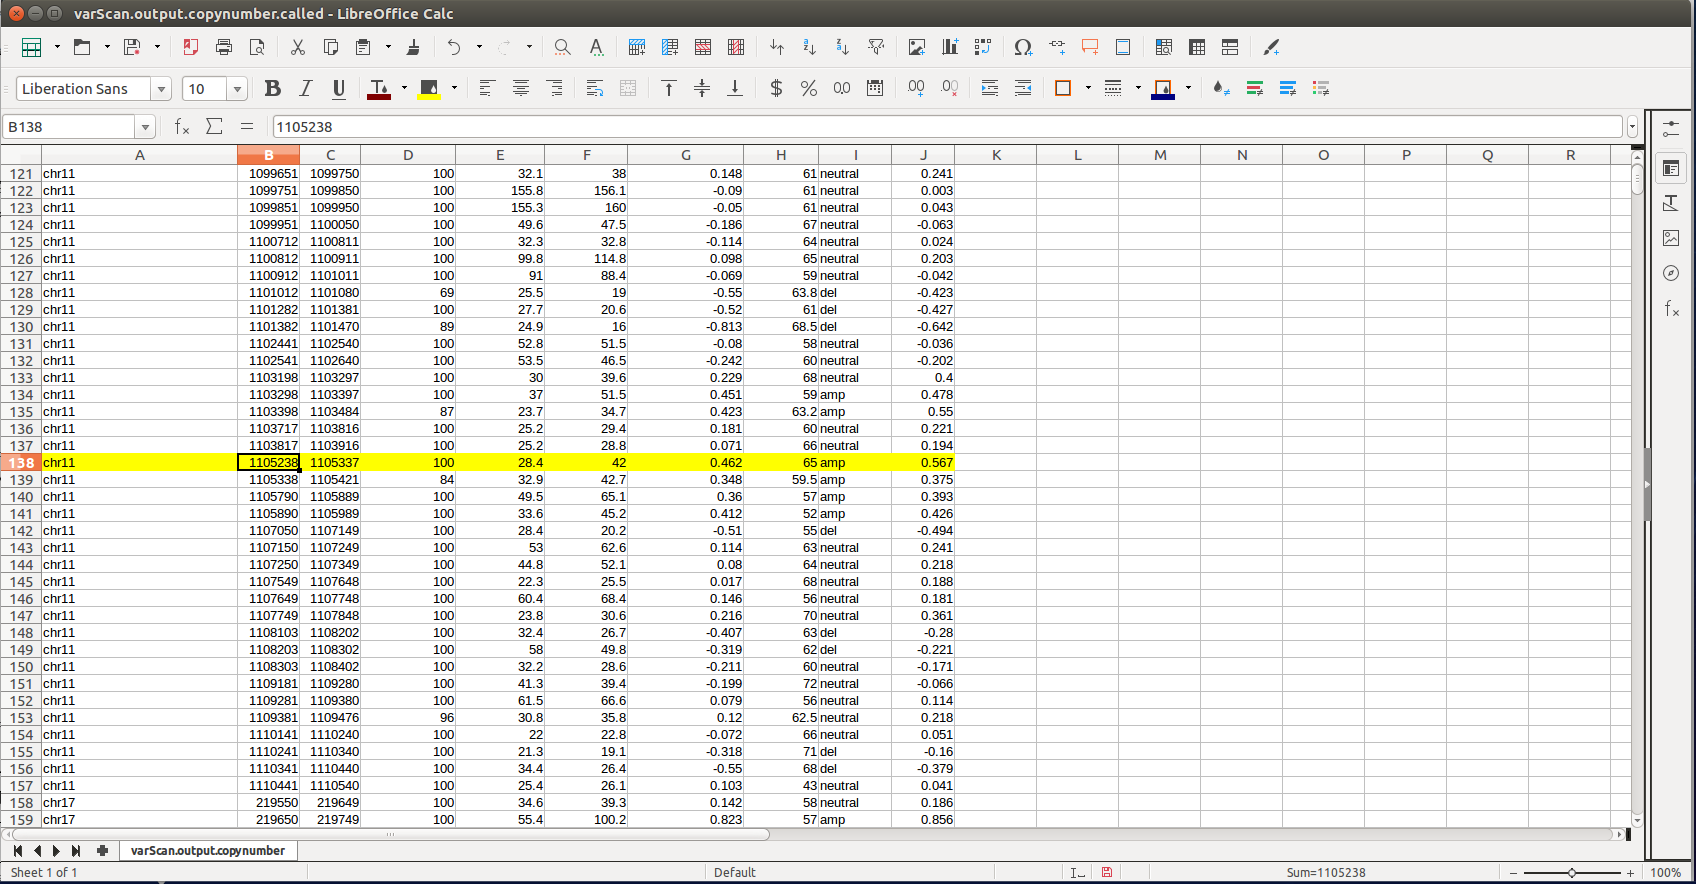 varScan.output.copynumber.called - LibreOffice Calc
Liberation Sans 10
B138 1105238
A B C D E F G H I J K L M N O P Q R
121 chr11 1099651 1099750 100 32.1 38 0.148 61 neutral 0.241
122 chr11 1099751 1099850 100 155.8 156.1 -0.09 61 neutral 0.003
123 chr11 1099851 1099950 100 155.3 160 -0.05 61 neutral 0.043
124 chr11 1099951 1100050 100 49.6 47.5 -0.186 67 neutral -0.063
125 chr11 1100712 1100811 100 32.3 32.8 -0.114 64 neutral 0.024
126 chr11 1100812 1100911 100 99.8 114.8 0.098 65 neutral 0.203
127 chr11 1100912 1101011 100 91 88.4 -0.069 59 neutral -0.042
128 chr11 1101012 1101080 69 25.5 19 -0.55 63.8 del -0.423
129 chr11 1101282 1101381 100 27.7 20.6 -0.52 61 del -0.427
130 chr11 1101382 1101470 89 24.9 16 -0.813 68.5 del -0.642
131 chr11 1102441 1102540 100 52.8 51.5 -0.08 58 neutral -0.036
132 chr11 1102541 1102640 100 53.5 46.5 -0.242 60 neutral -0.202
133 chr11 1103198 1103297 100 30 39.6 0.229 68 neutral 0.4
134 chr11 1103298 1103397 100 37 51.5 0.451 59 amp 0.478
135 chr11 1103398 1103484 87 23.7 34.7 0.423 63.2 amp 0.55
136 chr11 1103717 1103816 100 25.2 29.4 0.181 60 neutral 0.221
137 chr11 1103817 1103916 100 25.2 28.8 0.071 66 neutral 0.194
138 chr11 1105238 1105337 100 28.4 42 0.462 65 amp 0.567
139 chr11 1105338 1105421 84 32.9 42.7 0.348 59.5 amp 0.375
140 chr11 1105790 1105889 100 49.5 65.1 0.36 57 amp 0.393
141 chr11 1105890 1105989 100 33.6 45.2 0.412 52 amp 0.426
142 chr11 1107050 1107149 100 28.4 20.2 -0.51 55 del -0.494
143 chr11 1107150 1107249 100 53 62.6 0.114 63 neutral 0.241
144 chr11 1107250 1107349 100 44.8 52.1 0.08 64 neutral 0.218
145 chr11 1107549 1107648 100 22.3 25.5 0.017 68 neutral 0.188
146 chr11 1107649 1107748 100 60.4 68.4 0.146 56 neutral 0.181
147 chr11 1107749 1107848 100 23.8 30.6 0.216 70 neutral 0.361
148 chr11 1108103 1108202 100 32.4 26.7 -0.407 63 del -0.28
149 chr11 1108203 1108302 100 58 49.8 -0.319 62 del -0.221
150 chr11 1108303 1108402 100 32.2 28.6 -0.211 60 neutral -0.171
151 chr11 1109181 1109280 100 41.3 39.4 -0.199 72 neutral -0.066
152 chr11 1109281 1109380 100 61.5 66.6 0.079 56 neutral 0.114
153 chr11 1109381 1109476 96 30.8 35.8 0.12 62.5 neutral 0.218
154 chr11 1110141 1110240 100 22 22.8 -0.072 66 neutral 0.051
155 chr11 1110241 1110340 100 21.3 19.1 -0.318 71 del -0.16
156 chr11 1110341 1110440 100 34.4 26.4 -0.55 68 del -0.379
157 chr11 1110441 1110540 100 25.4 26.1 0.103 43 neutral 0.041
158 chr17 219550 219649 100 34.6 39.3 0.142 58 neutral 0.186
159 chr17 219650 219749 100 55.4 100.2 0.823 57 amp 0.856
varScan.output.copynumber
Sheet 1 of 1 Default Sum=1105238 100%